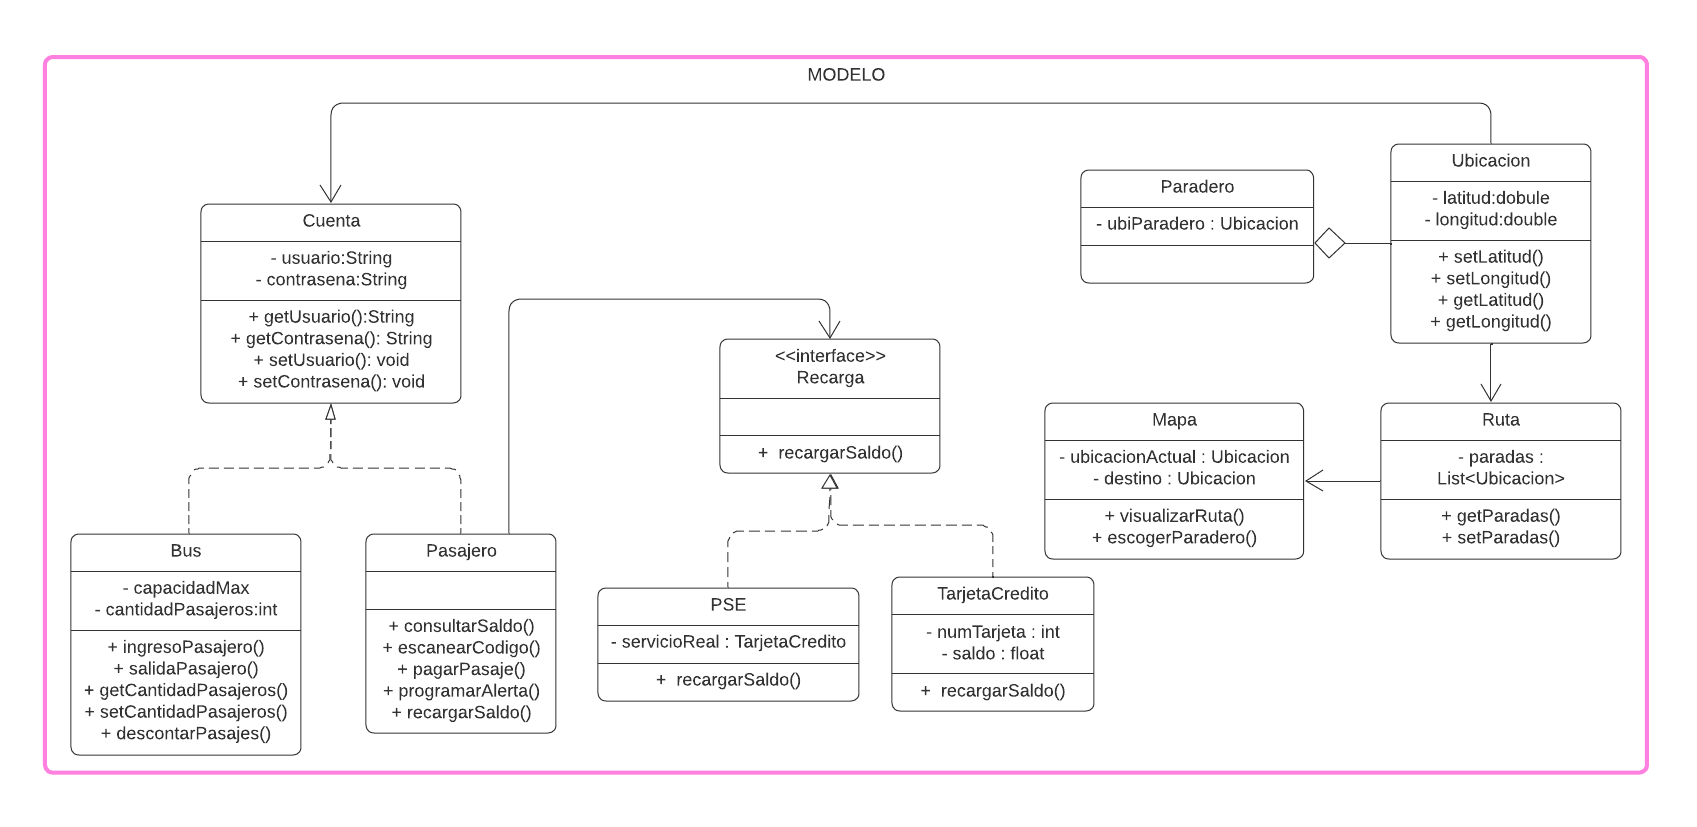 MODELO
Cuenta
- usuario:String
- contrasena:String
+ getUsuario():String
+ getContrasena(): String
+ setUsuario(): void
+ setContrasena(): void
Paradero
- ubiParadero : Ubicacion
Ubicacion
- latitud:dobule
- longitud:double
+ setLatitud()
+ setLongitud()
+ getLatitud()
+ getLongitud()
<<interface>>
Recarga
+ recargarSaldo()
Mapa
- ubicacionActual : Ubicacion
- destino : Ubicacion
+ visualizarRuta()
+ escogerParadero()
Ruta
- paradas :
List<Ubicacion>
+ getParadas()
+ setParadas()
Bus
- capacidadMax
- cantidadPasajeros:int
+ ingresoPasajero()
+ salidaPasajero()
+ getCantidadPasajeros()
+ setCantidadPasajeros()
+ descontarPasajes()
Pasajero
+ consultarSaldo()
+ escanearCodigo()
+ pagarPasaje()
+ programarAlerta()
+ recargarSaldo()
PSE
- servicioReal : TarjetaCredito
+ recargarSaldo()
TarjetaCredito
- numTarjeta : int
- saldo : float
+ recargarSaldo()